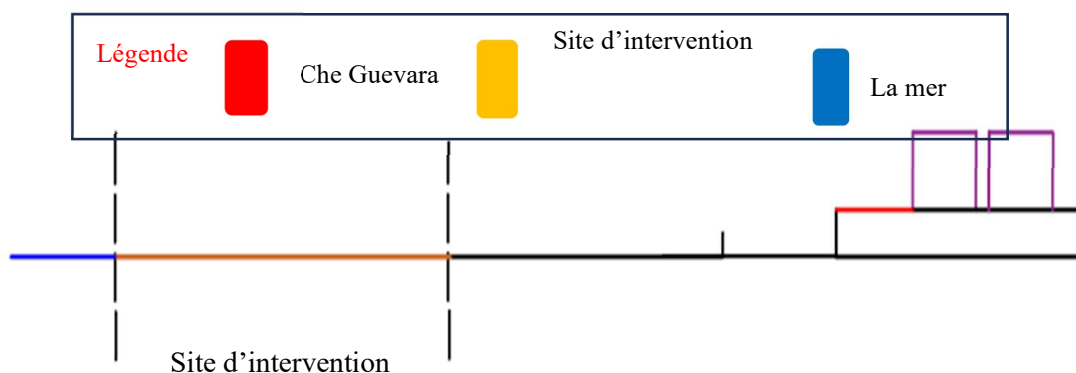 Légende
Che Guevara
Site d’intervention
La mer
Site d’intervention